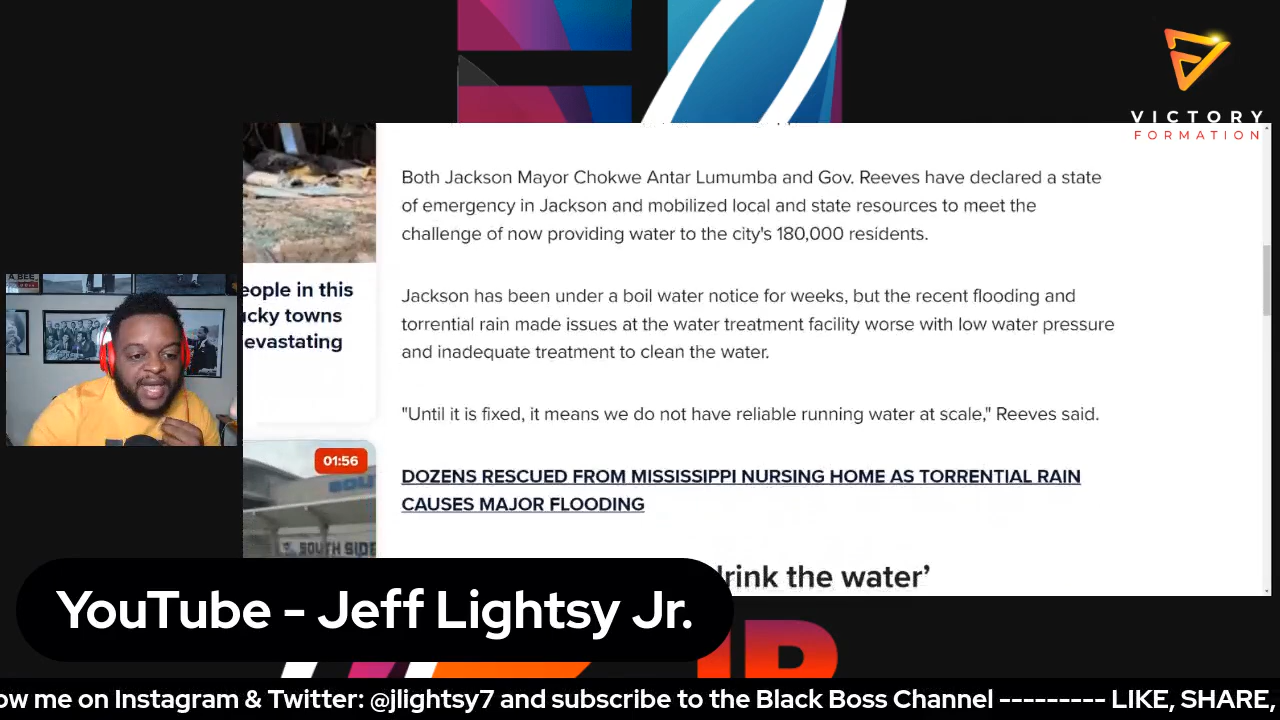 VICTORY
FORMATION
Both Jackson Mayor Chokwe Antar Lumumba and Gov. Reeves have declared a state
of emergency in Jackson and mobilized local and state resources to meet the
challenge of now providing water to the city's 180,000 residents.
Jackson has been under a boil water notice for weeks, but the recent flooding and
torrential rain made issues at the water treatment facility worse with low water pressure
and inadequate treatment to clean the water.
"Until it is fixed, it means we do not have reliable running water at scale," Reeves said.
DOZENS RESCUED FROM MISSISSIPPI NURSING HOME AS TORRENTIAL RAIN
CAUSES MAJOR FLOODING
drink the water’
eople in this
ucky towns
evastating
01:56
SOUTH SIDE
YouTube - Jeff Lightsy Jr.
ow me on Instagram & Twitter: @jlightsy7 and subscribe to the Black Boss Channel --------- LIKE, SHARE,